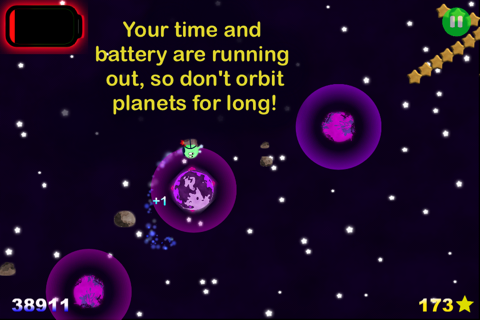 Your time and
battery are running
out, so don't orbit
planets for long!
+1
38911
173